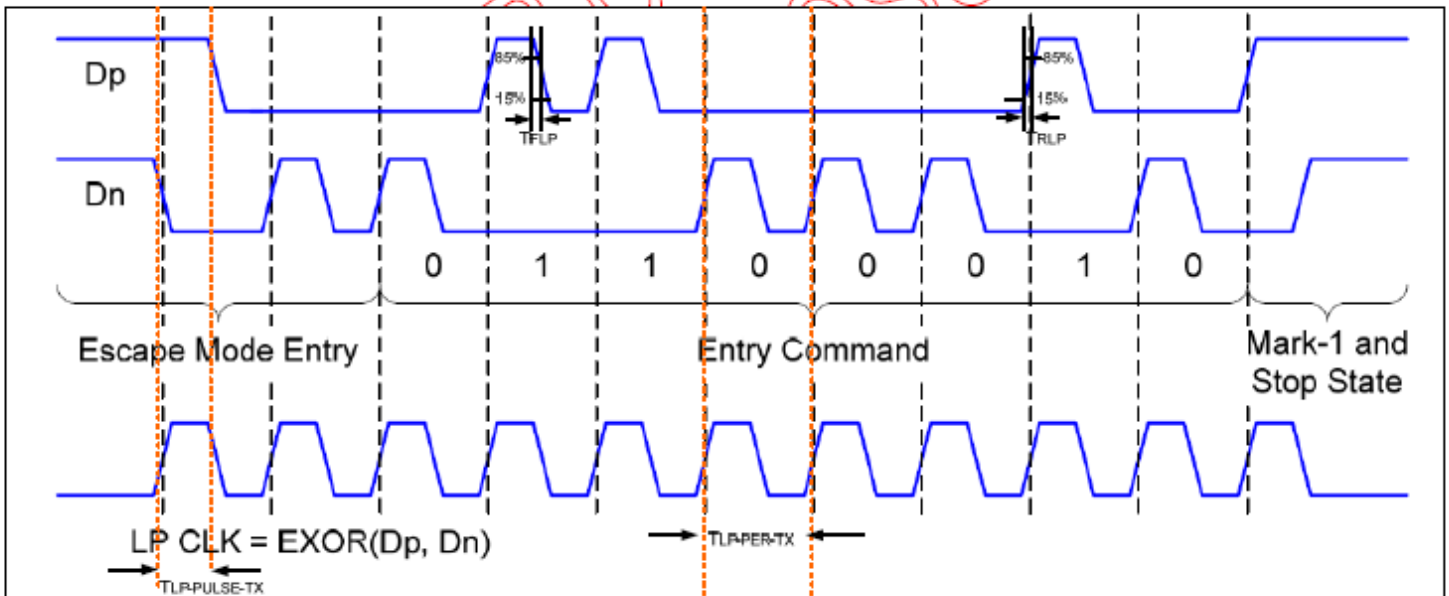 Dp
85%
15%
TFLP
85%
15%
TRLP
Dn
0 1 1 0 0 0 1 0
Escape Mode Entry
Entry Command
Mark-1 and
Stop State
LP CLK = EXOR(Dp, Dn)
TLP-PER-TX
TLP-PULSE-TX